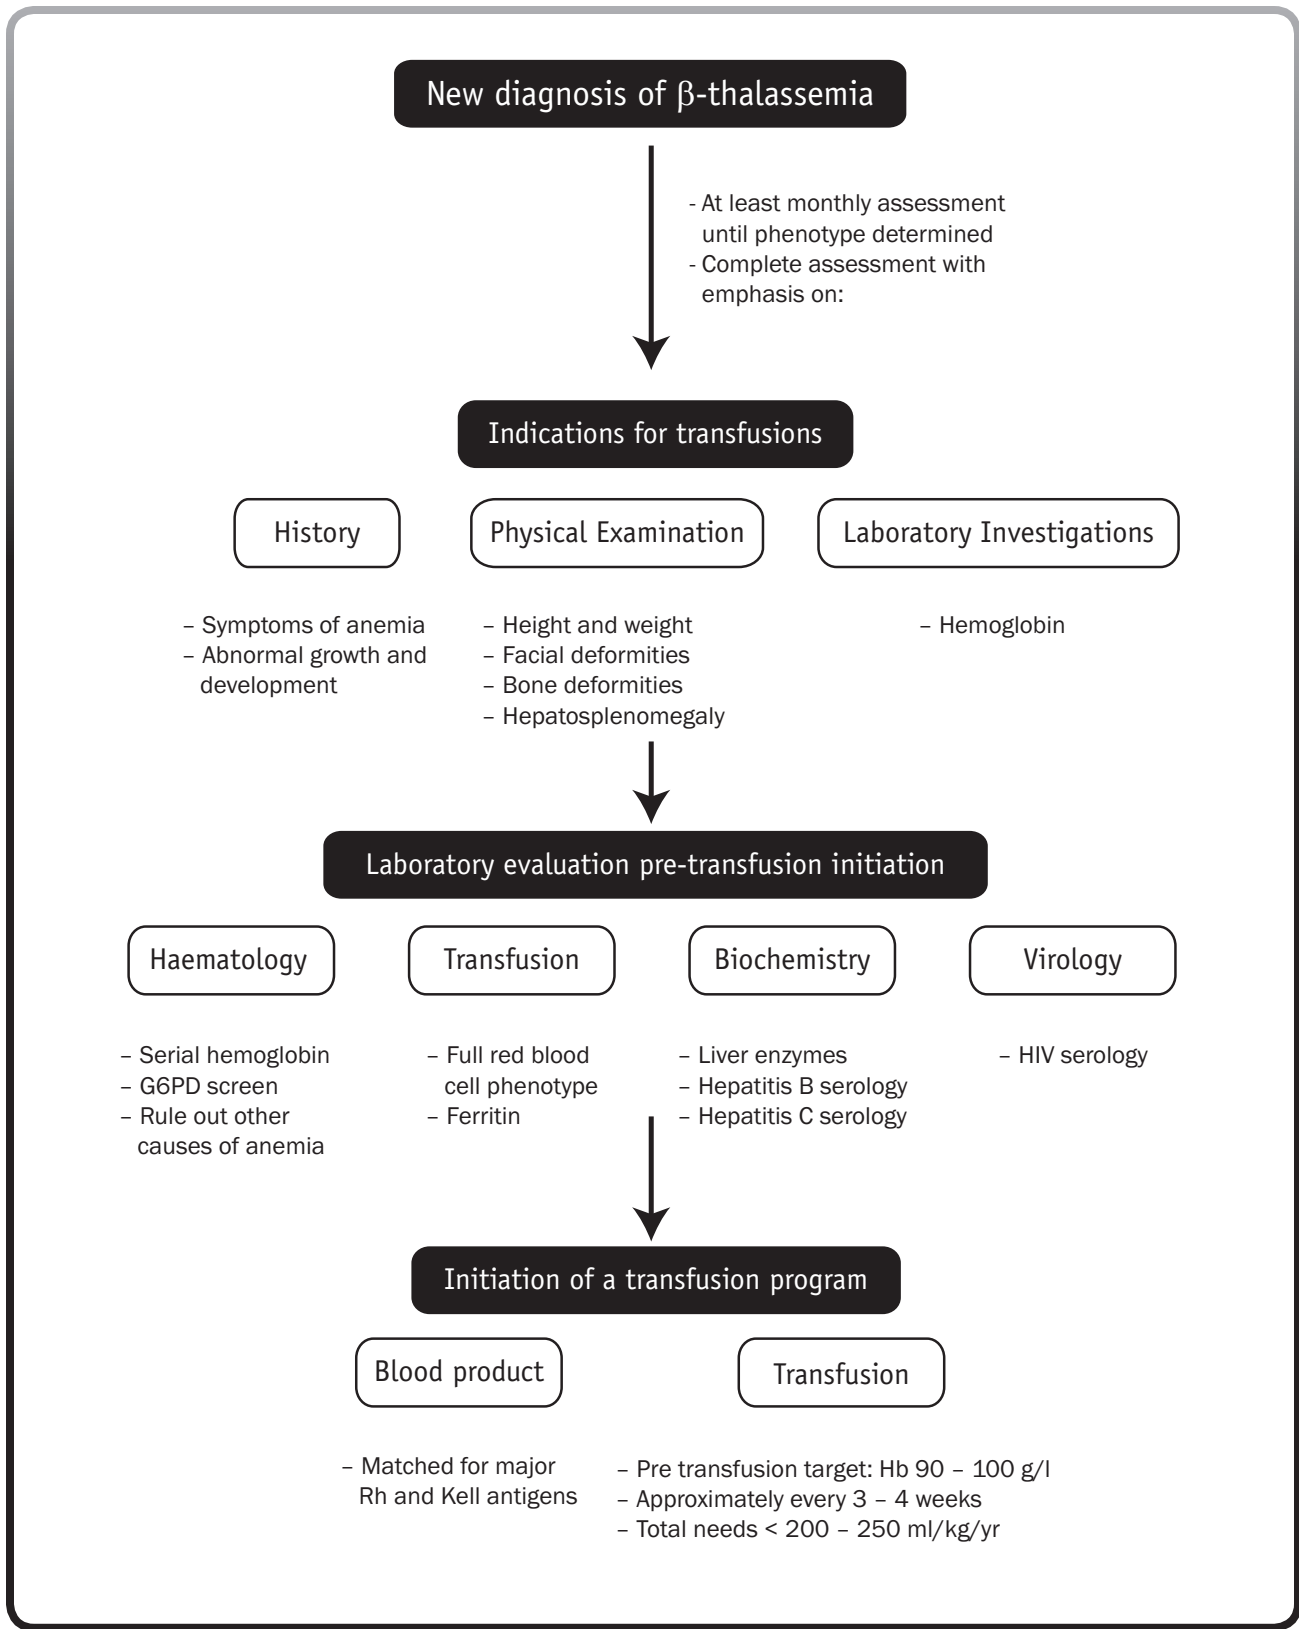 New diagnosis of β-thalassemia
- At least monthly assessment
until phenotype determined
- Complete assessment with
emphasis on:
Indications for transfusions
History
– Symptoms of anemia
– Abnormal growth and
development
Physical Examination
– Height and weight
– Facial deformities
– Bone deformities
– Hepatosplenomegaly
Laboratory Investigations
– Hemoglobin
Laboratory evaluation pre-transfusion initiation
Haematology
– Serial hemoglobin
– G6PD screen
– Rule out other
causes of anemia
Transfusion
– Full red blood
cell phenotype
– Ferritin
Biochemistry
– Liver enzymes
– Hepatitis B serology
– Hepatitis C serology
Virology
– HIV serology
Initiation of a transfusion program
Blood product
– Matched for major
Rh and Kell antigens
Transfusion
– Pre transfusion target: Hb 90 – 100 g/l
– Approximately every 3 – 4 weeks
– Total needs < 200 – 250 ml/kg/yr